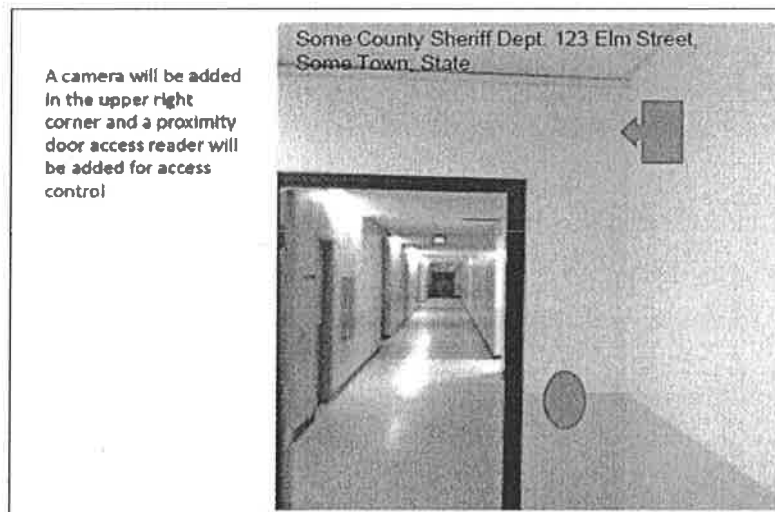 A camera will be added
in the upper right
corner and a proximity
door access reader will
be added for access
control
Some County Sheriff Dept. 123 Elm Street,
Some Town, State